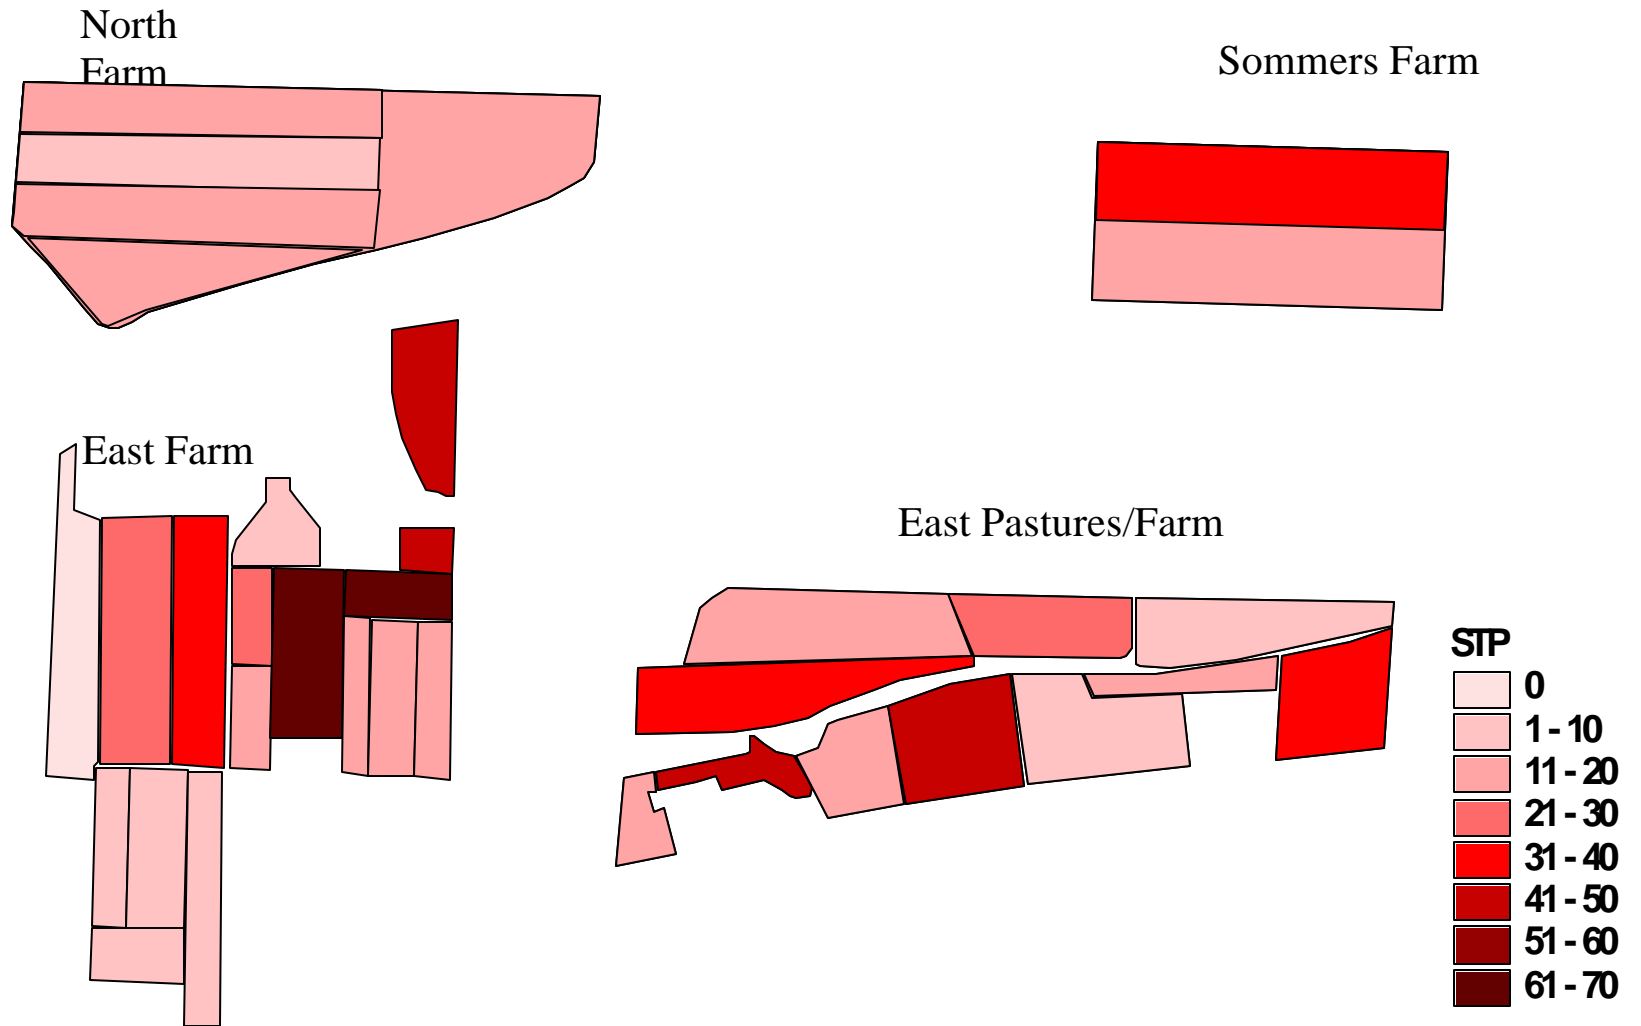 North
Farm
Sommers Farm
East Farm
East Pastures/Farm
STP
0
1 - 10
11 - 20
21 - 30
31 - 40
41 - 50
51 - 60
61 - 70